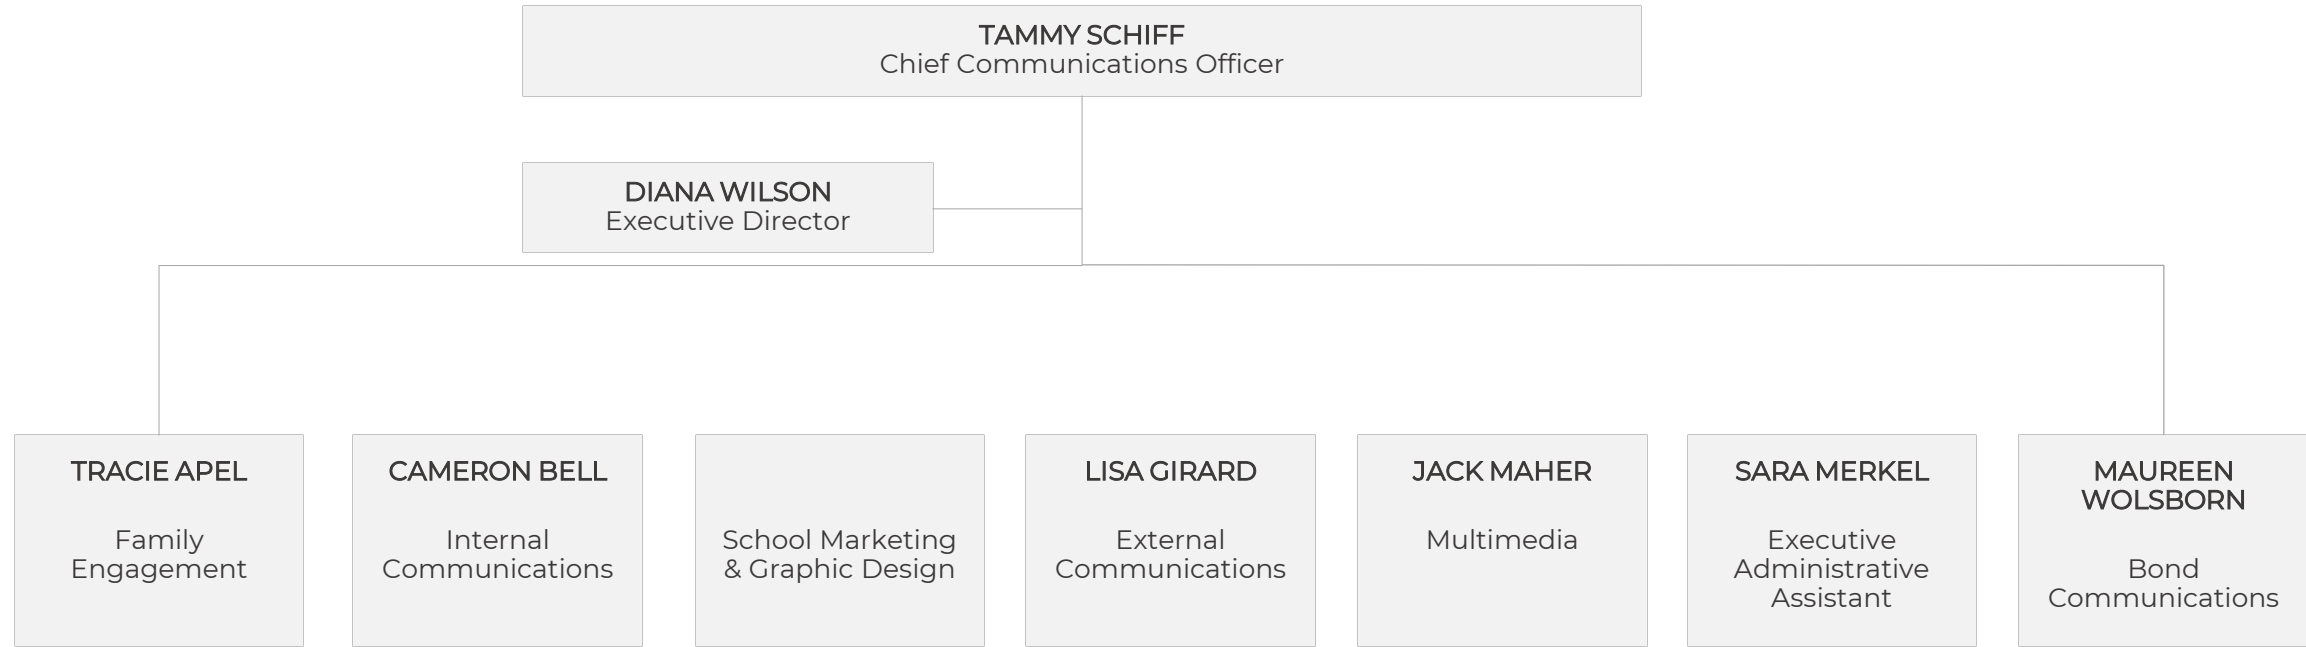 TAMMY SCHIFF
Chief Communications Officer
DIANA WILSON
Executive Director
TRACIE APEL
Family
Engagement
CAMERON BELL
Internal
Communications
School Marketing
& Graphic Design
LISA GIRARD
External
Communications
JACK MAHER
Multimedia
SARA MERKEL
Executive
Administrative
Assistant
MAUREEN
WOLSBORN
Bond
Communications